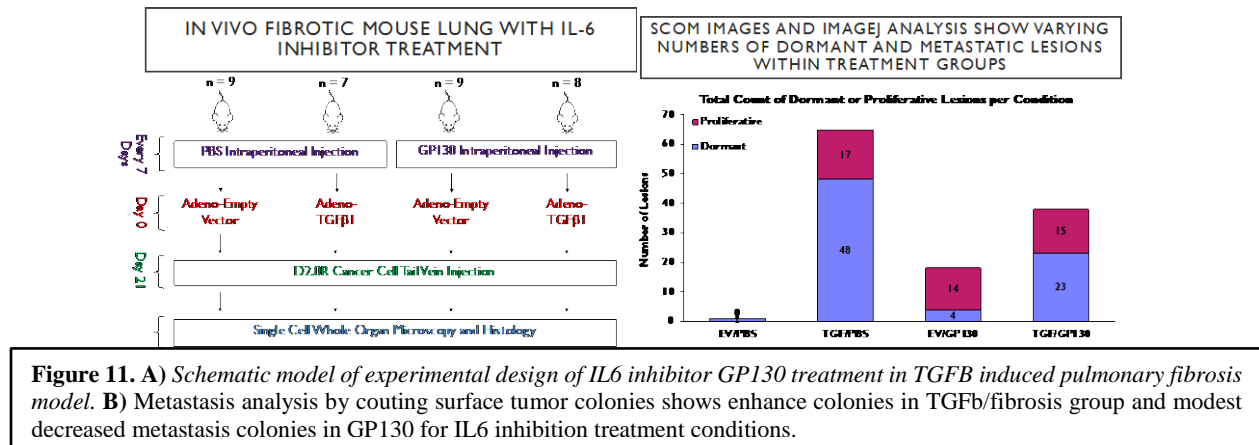 IN VIVO FIBROTIC MOUSE LUNG WITH IL-6
INHIBITOR TREATMENT
n = 9
n = 7
n = 9
n = 8
Every 7
Days
PBS Intraperitoneal Injection
GP130 Intraperitoneal Injection
Day 0
Adeno-Empty
Vector
Adeno-
TGFβ1
Adeno-Empty
Vector
Adeno-
TGFβ1
Day 21
D2.0R Cancer Cell Tail Vein Injection
Single Cell Whole Organ Microscopy and Histology
SCOM IMAGES AND IMAGEJ ANALYSIS SHOW VARYING
NUMBERS OF DORMANT AND METASTATIC LESIONS
WITHIN TREATMENT GROUPS
Total Count of Dormant or Proliferative Lesions per Condition
Proliferative
Dormant
Number of Lesions
70
60
50
40
30
20
10
0
17
48
14
4
15
23
EV/PBS
TGF/PBS
EV/GP130
TGF/GP130
Figure 11. A) Schematic model of experimental design of IL6 inhibitor GP130 treatment in TGFB induced pulmonary fibrosis
model. B) Metastasis analysis by couting surface tumor colonies shows enhance colonies in TGFb/fibrosis group and modest
decreased metastasis colonies in GP130 for IL6 inhibition treatment conditions.